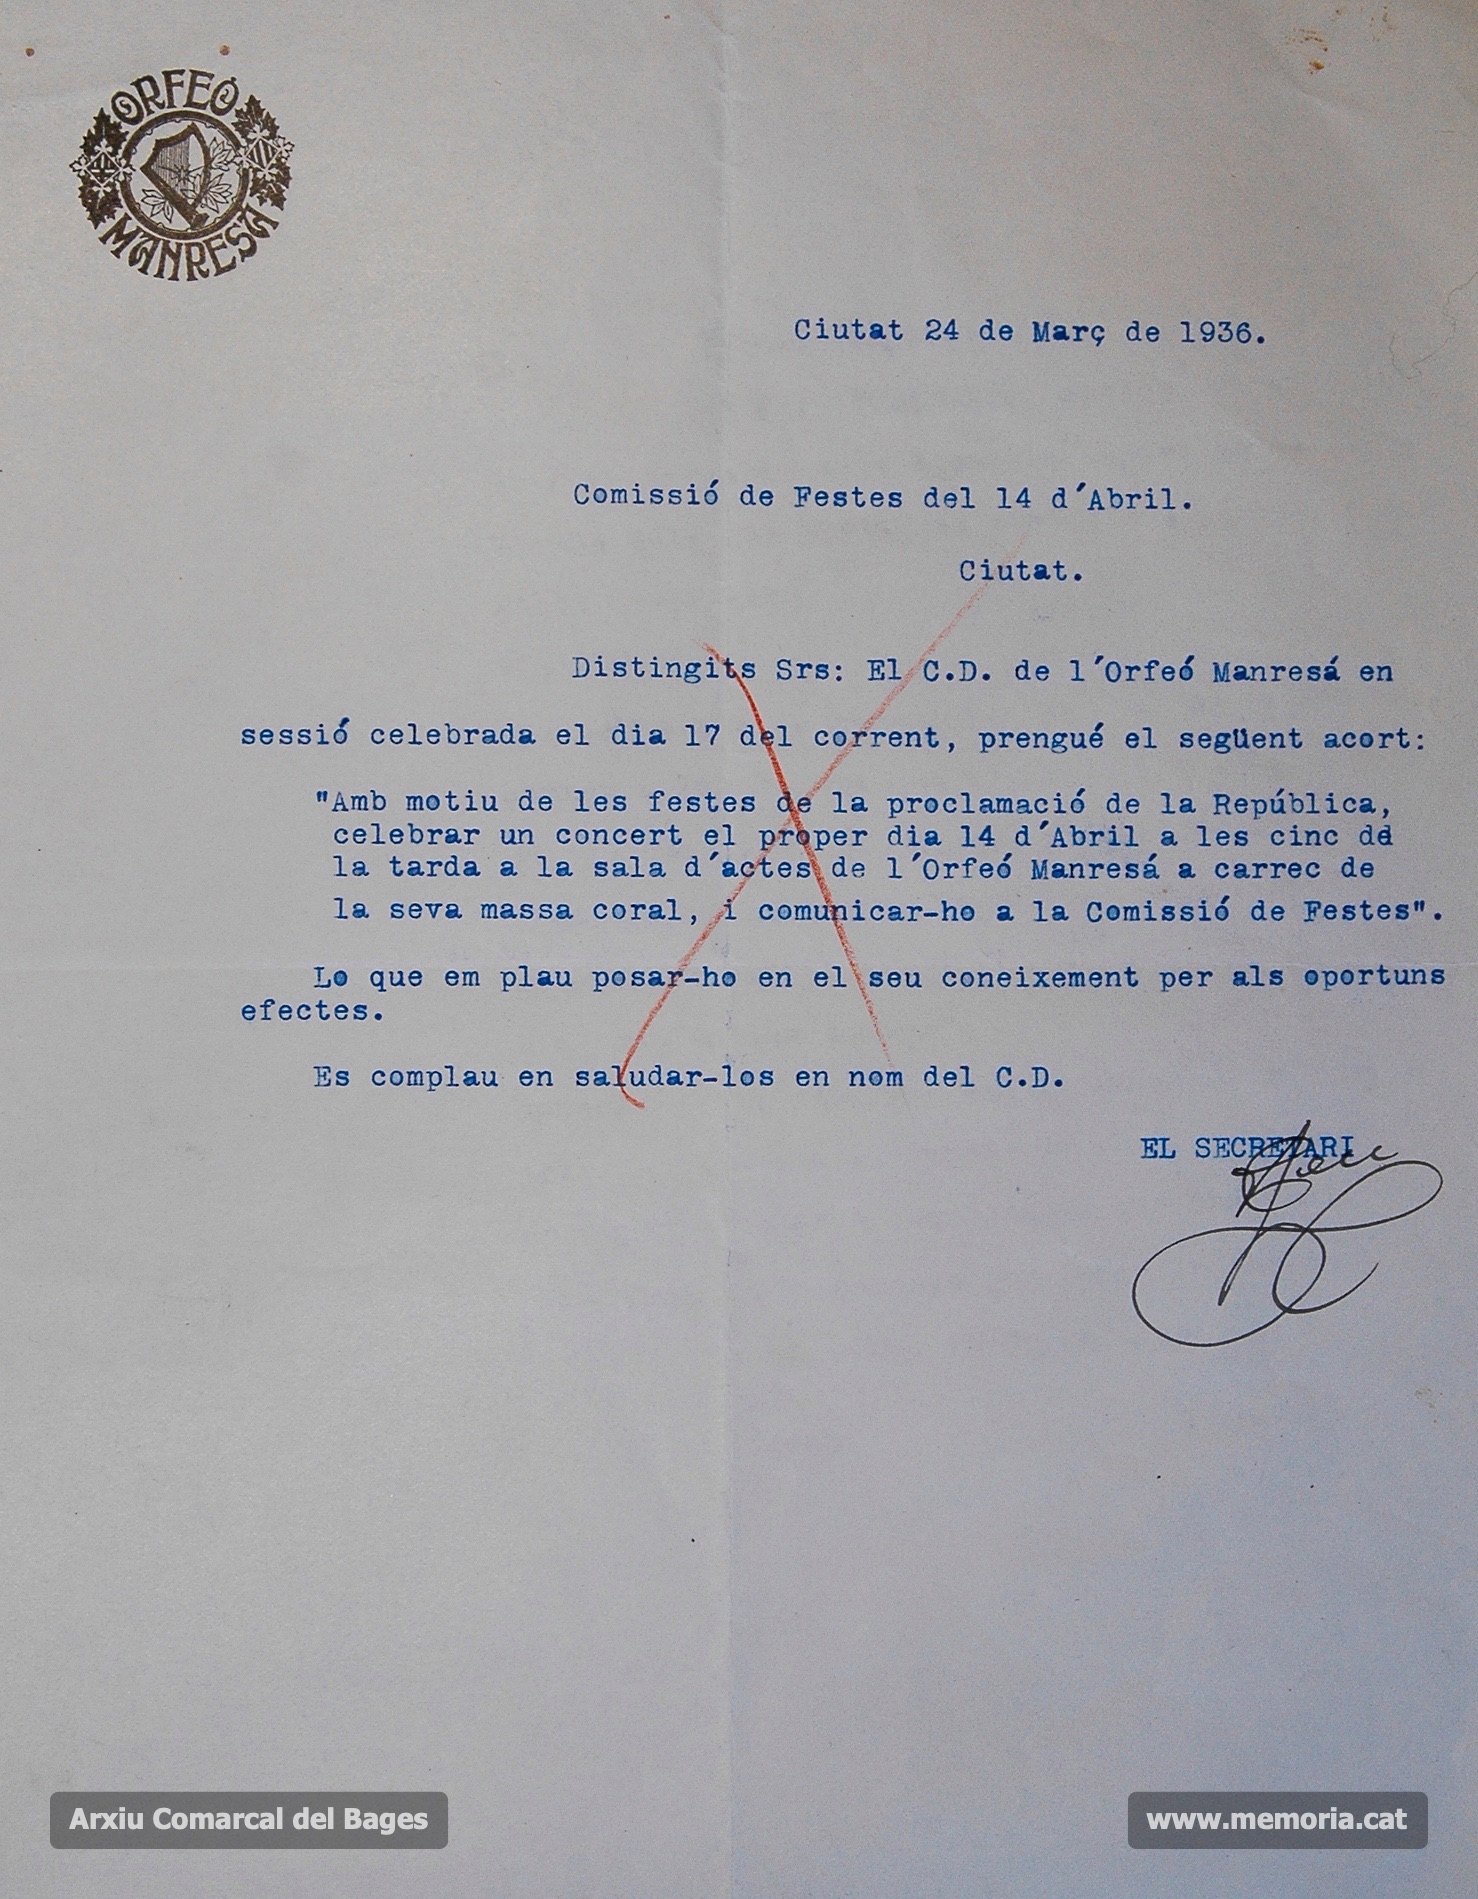 ORFEÓ
MANRESÀ
Ciutat 24 de Març de 1936.
Comissió de Festes del 14 d´Abril.
Ciutat.
Distingits Srs: El C.D. de l´Orfeó Manresá en
sessió celebrada el dia 17 del corrent, prengué el següent acort:
"Amb motiu de les festes de la proclamació de la República,
celebrar un concert el proper dia 14 d´Abril a les cinc de
la tarda a la sala d´actes de l´Orfeó Manresá a carrec de
la seva massa coral, i comunicar-ho a la Comissió de Festes".
Lo que em plau posar-ho en el seu coneixement per als oportuns
efectes.
Es complau en saludar-los en nom del C.D.
EL SECRETARI
Arxiu Comarcal del Bages
www.memoria.cat